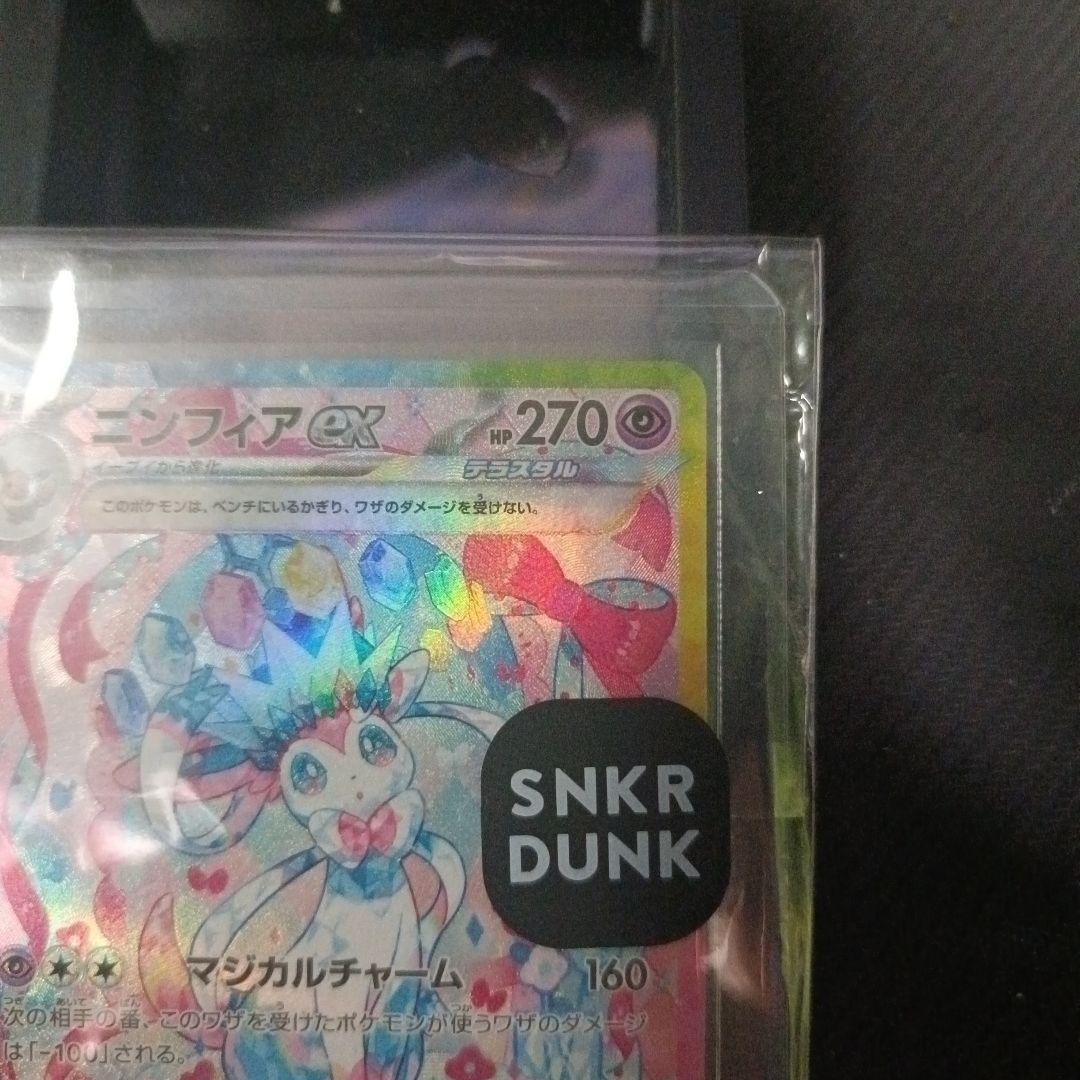 ニンフィアex HP270
イーブイから進化 テラスタル
このポケモンは、ベンチにいるかぎり、ワザのダメージを受けない。
SNKR
DUNK
マジカルチャーム 160
次の相手の番、このワザを受けたポケモンが使うワザのダメージ
は「-100」される。